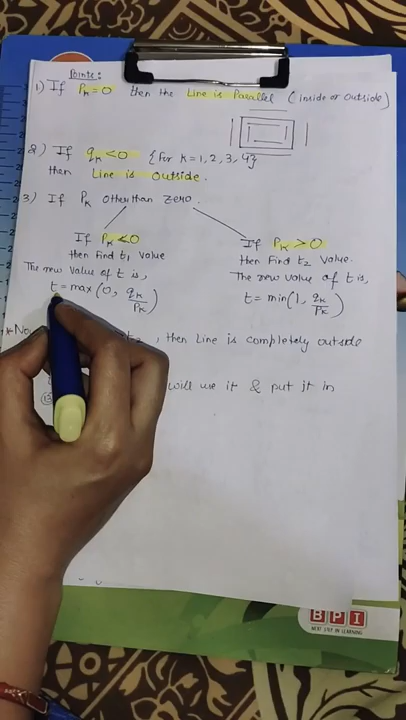 Points :
1) If Pk = 0 then the Line is Parallel (inside or outside)
2) If qk < 0 {For k = 1, 2, 3, 4}
then Line is Outside.
3) If Pk Other than Zero.
If Pk < 0
then Find t1 value
The new value of t is,
t = max (0, qk/Pk)
If Pk > 0
then Find t2 Value.
The new value of t is,
t = min (1, qk/Pk)
t2, then Line is completely outside
will use it & put it in
BPI
NEXT STEP IN LEARNING